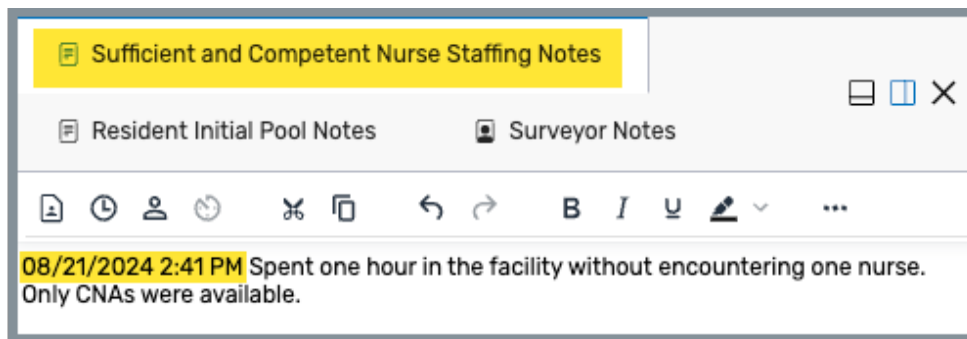 Sufficient and Competent Nurse Staffing Notes
Resident Initial Pool Notes
Surveyor Notes
B I U
08/21/2024 2:41 PM Spent one hour in the facility without encountering one nurse.
Only CNAs were available.